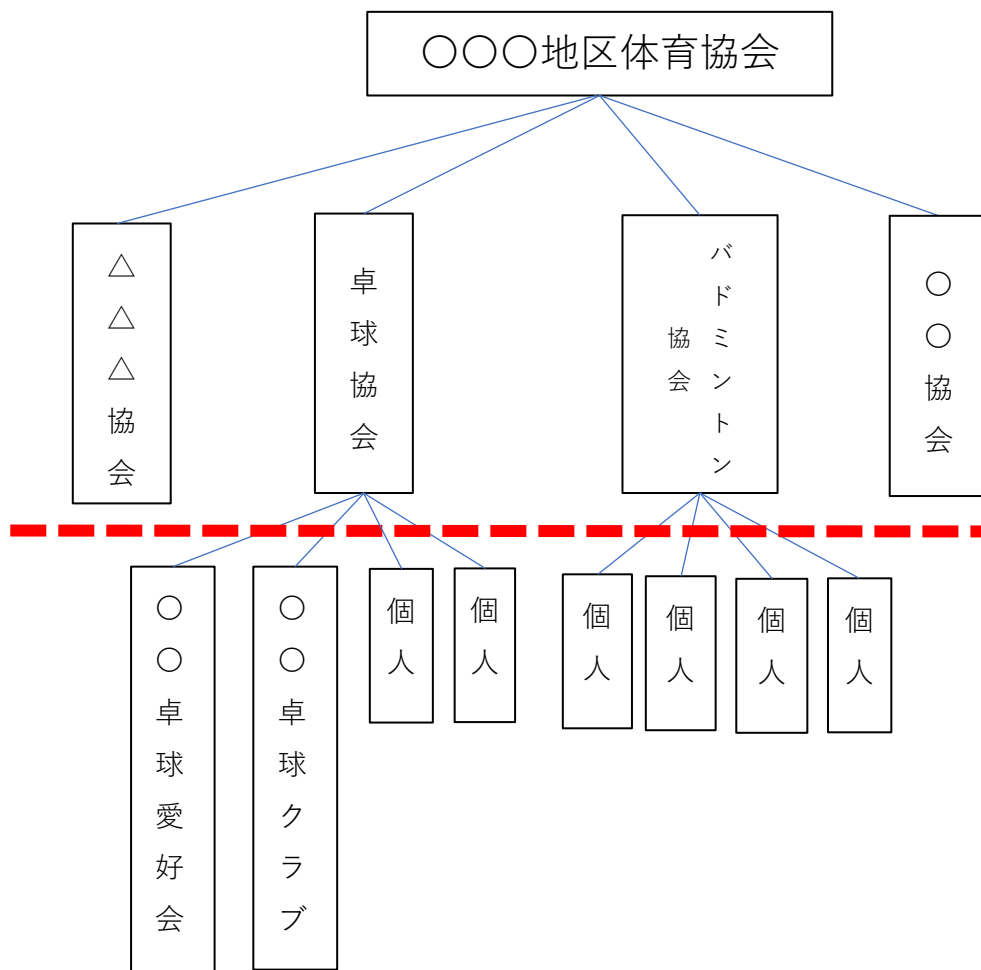 ○○○地区体育協会
△△△協会
卓球協会
バドミントン
協会
○○協会
○○卓球愛好会
○○卓球クラブ
個人
個人
個人
個人
個人
個人